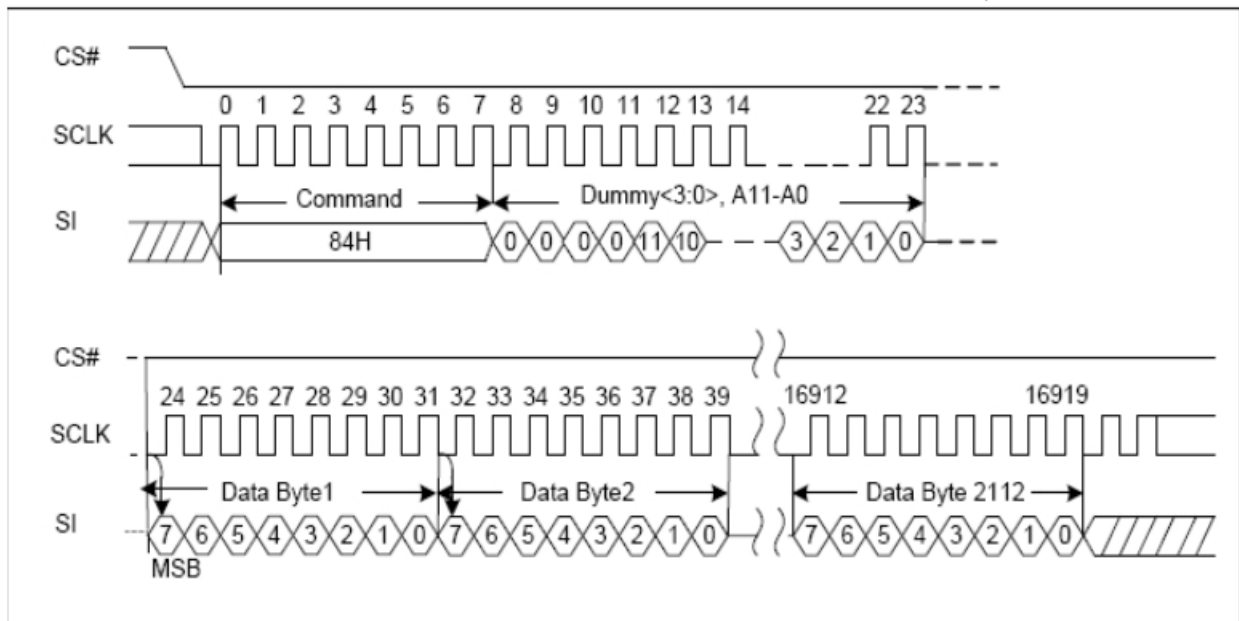 CS#
0 1 2 3 4 5 6 7 8 9 10 11 12 13 14 22 23
SCLK
Command Dummy<3:0>, A11-A0
SI
84H 0 0 0 0 11 10 3 2 1 0
CS#
24 25 26 27 28 29 30 31 32 33 34 35 36 37 38 39 16912 16919
SCLK
Data Byte1 Data Byte2 Data Byte 2112
SI
7 6 5 4 3 2 1 0 7 6 5 4 3 2 1 0 7 6 5 4 3 2 1 0
MSB